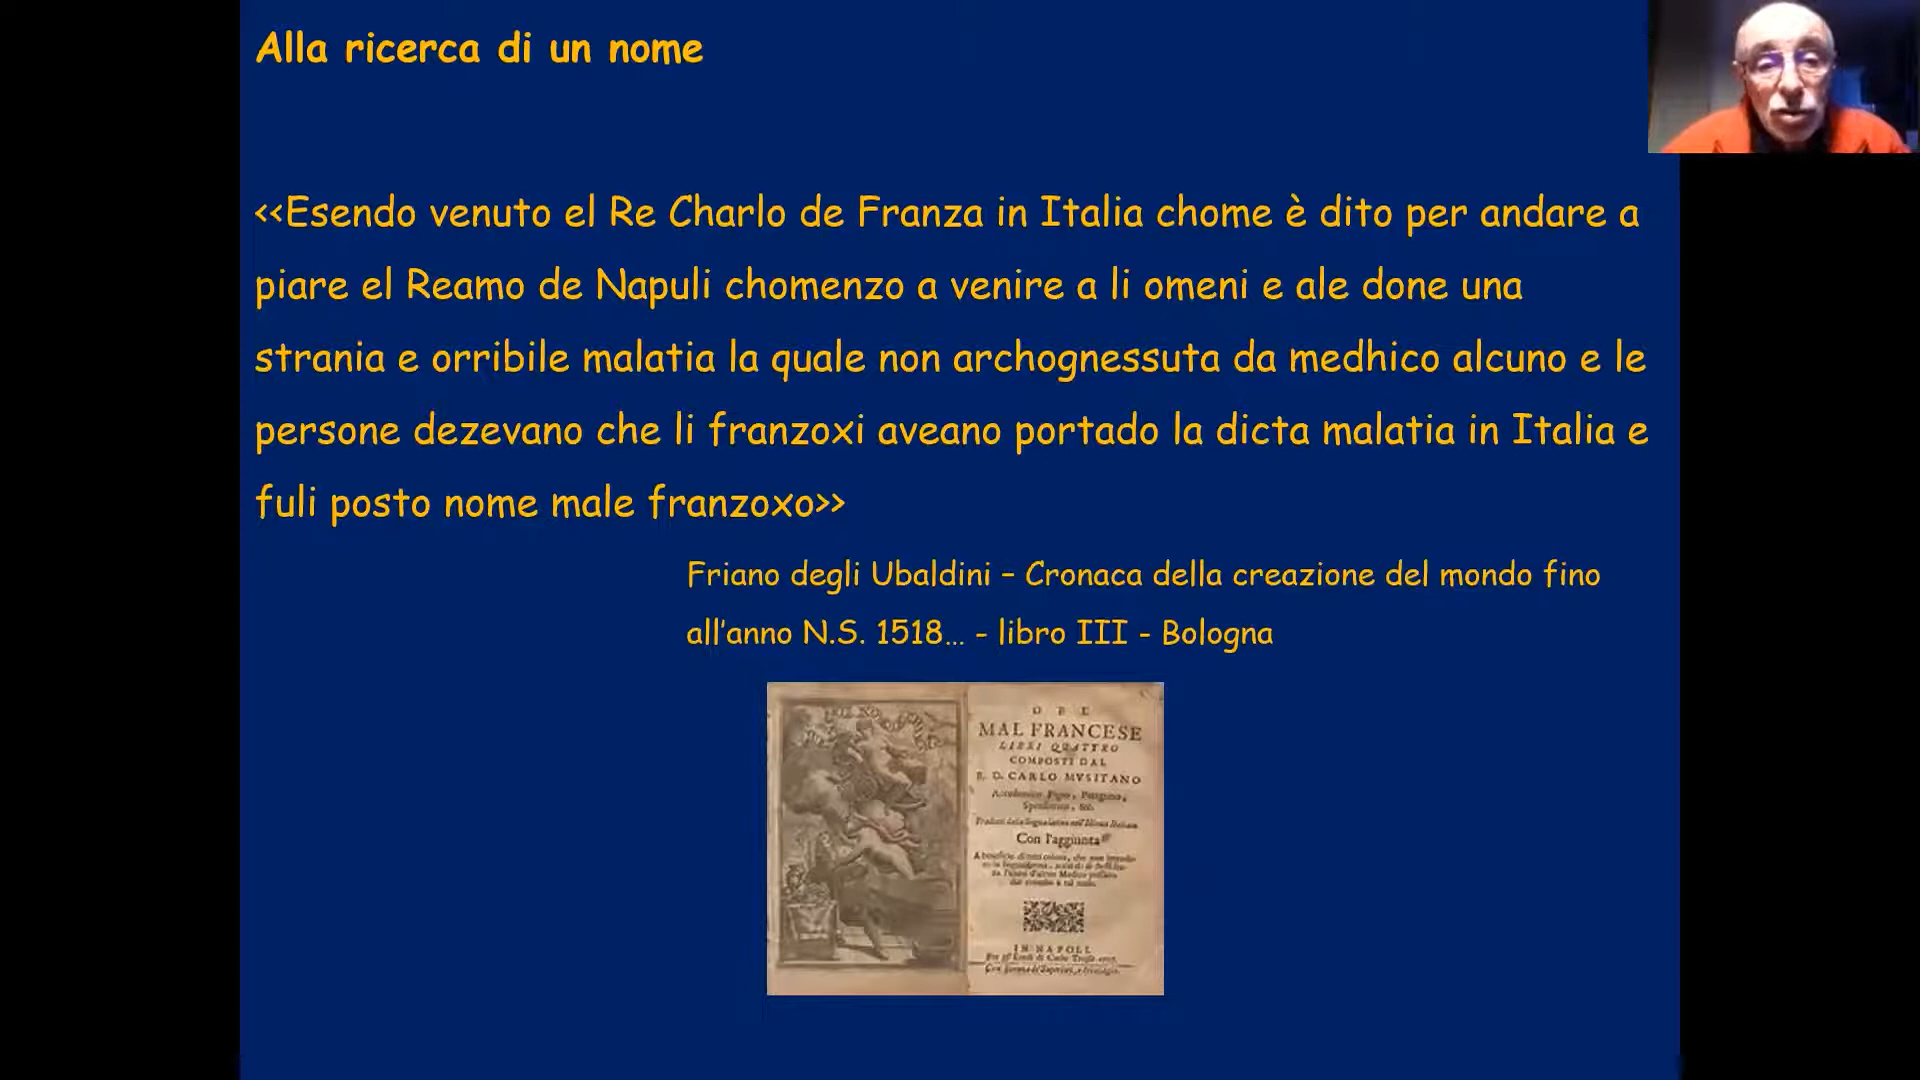 Alla ricerca di un nome
<<Esendo venuto el Re Charlo de Franza in Italia chome è dito per andare a
piare el Reamo de Napuli chomenzo a venire a li omeni e ale done una
strania e orribile malatia la quale non archognessuta da medhico alcuno e le
persone dezevano che li franzoxi aveano portado la dicta malatia in Italia e
fuli posto nome male franzoxo>>
Friano degli Ubaldini – Cronaca della creazione del mondo fino
all’anno N.S. 1518… - libro III - Bologna
MAL FRANCESE
LIBRI QUATTRO
COMPOSTI DAL
R. D. CARLO MVSITANO
Con l'aggiunta
IN NAPOLI